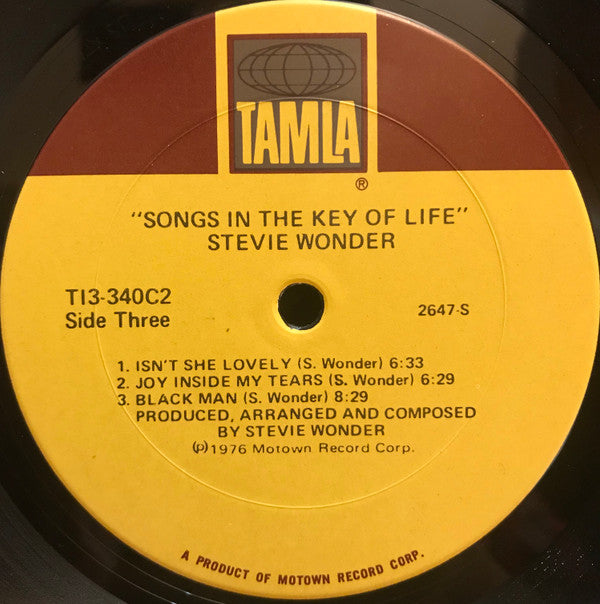 TAMLA
®
"SONGS IN THE KEY OF LIFE"
STEVIE WONDER
T13-340C2
Side Three
2647-S
1. ISN'T SHE LOVELY (S. Wonder) 6:33
2. JOY INSIDE MY TEARS (S. Wonder) 6:29
3. BLACK MAN (S. Wonder) 8:29
PRODUCED, ARRANGED AND COMPOSED
BY STEVIE WONDER
(p)1976 Motown Record Corp.
A PRODUCT OF MOTOWN RECORD CORP.